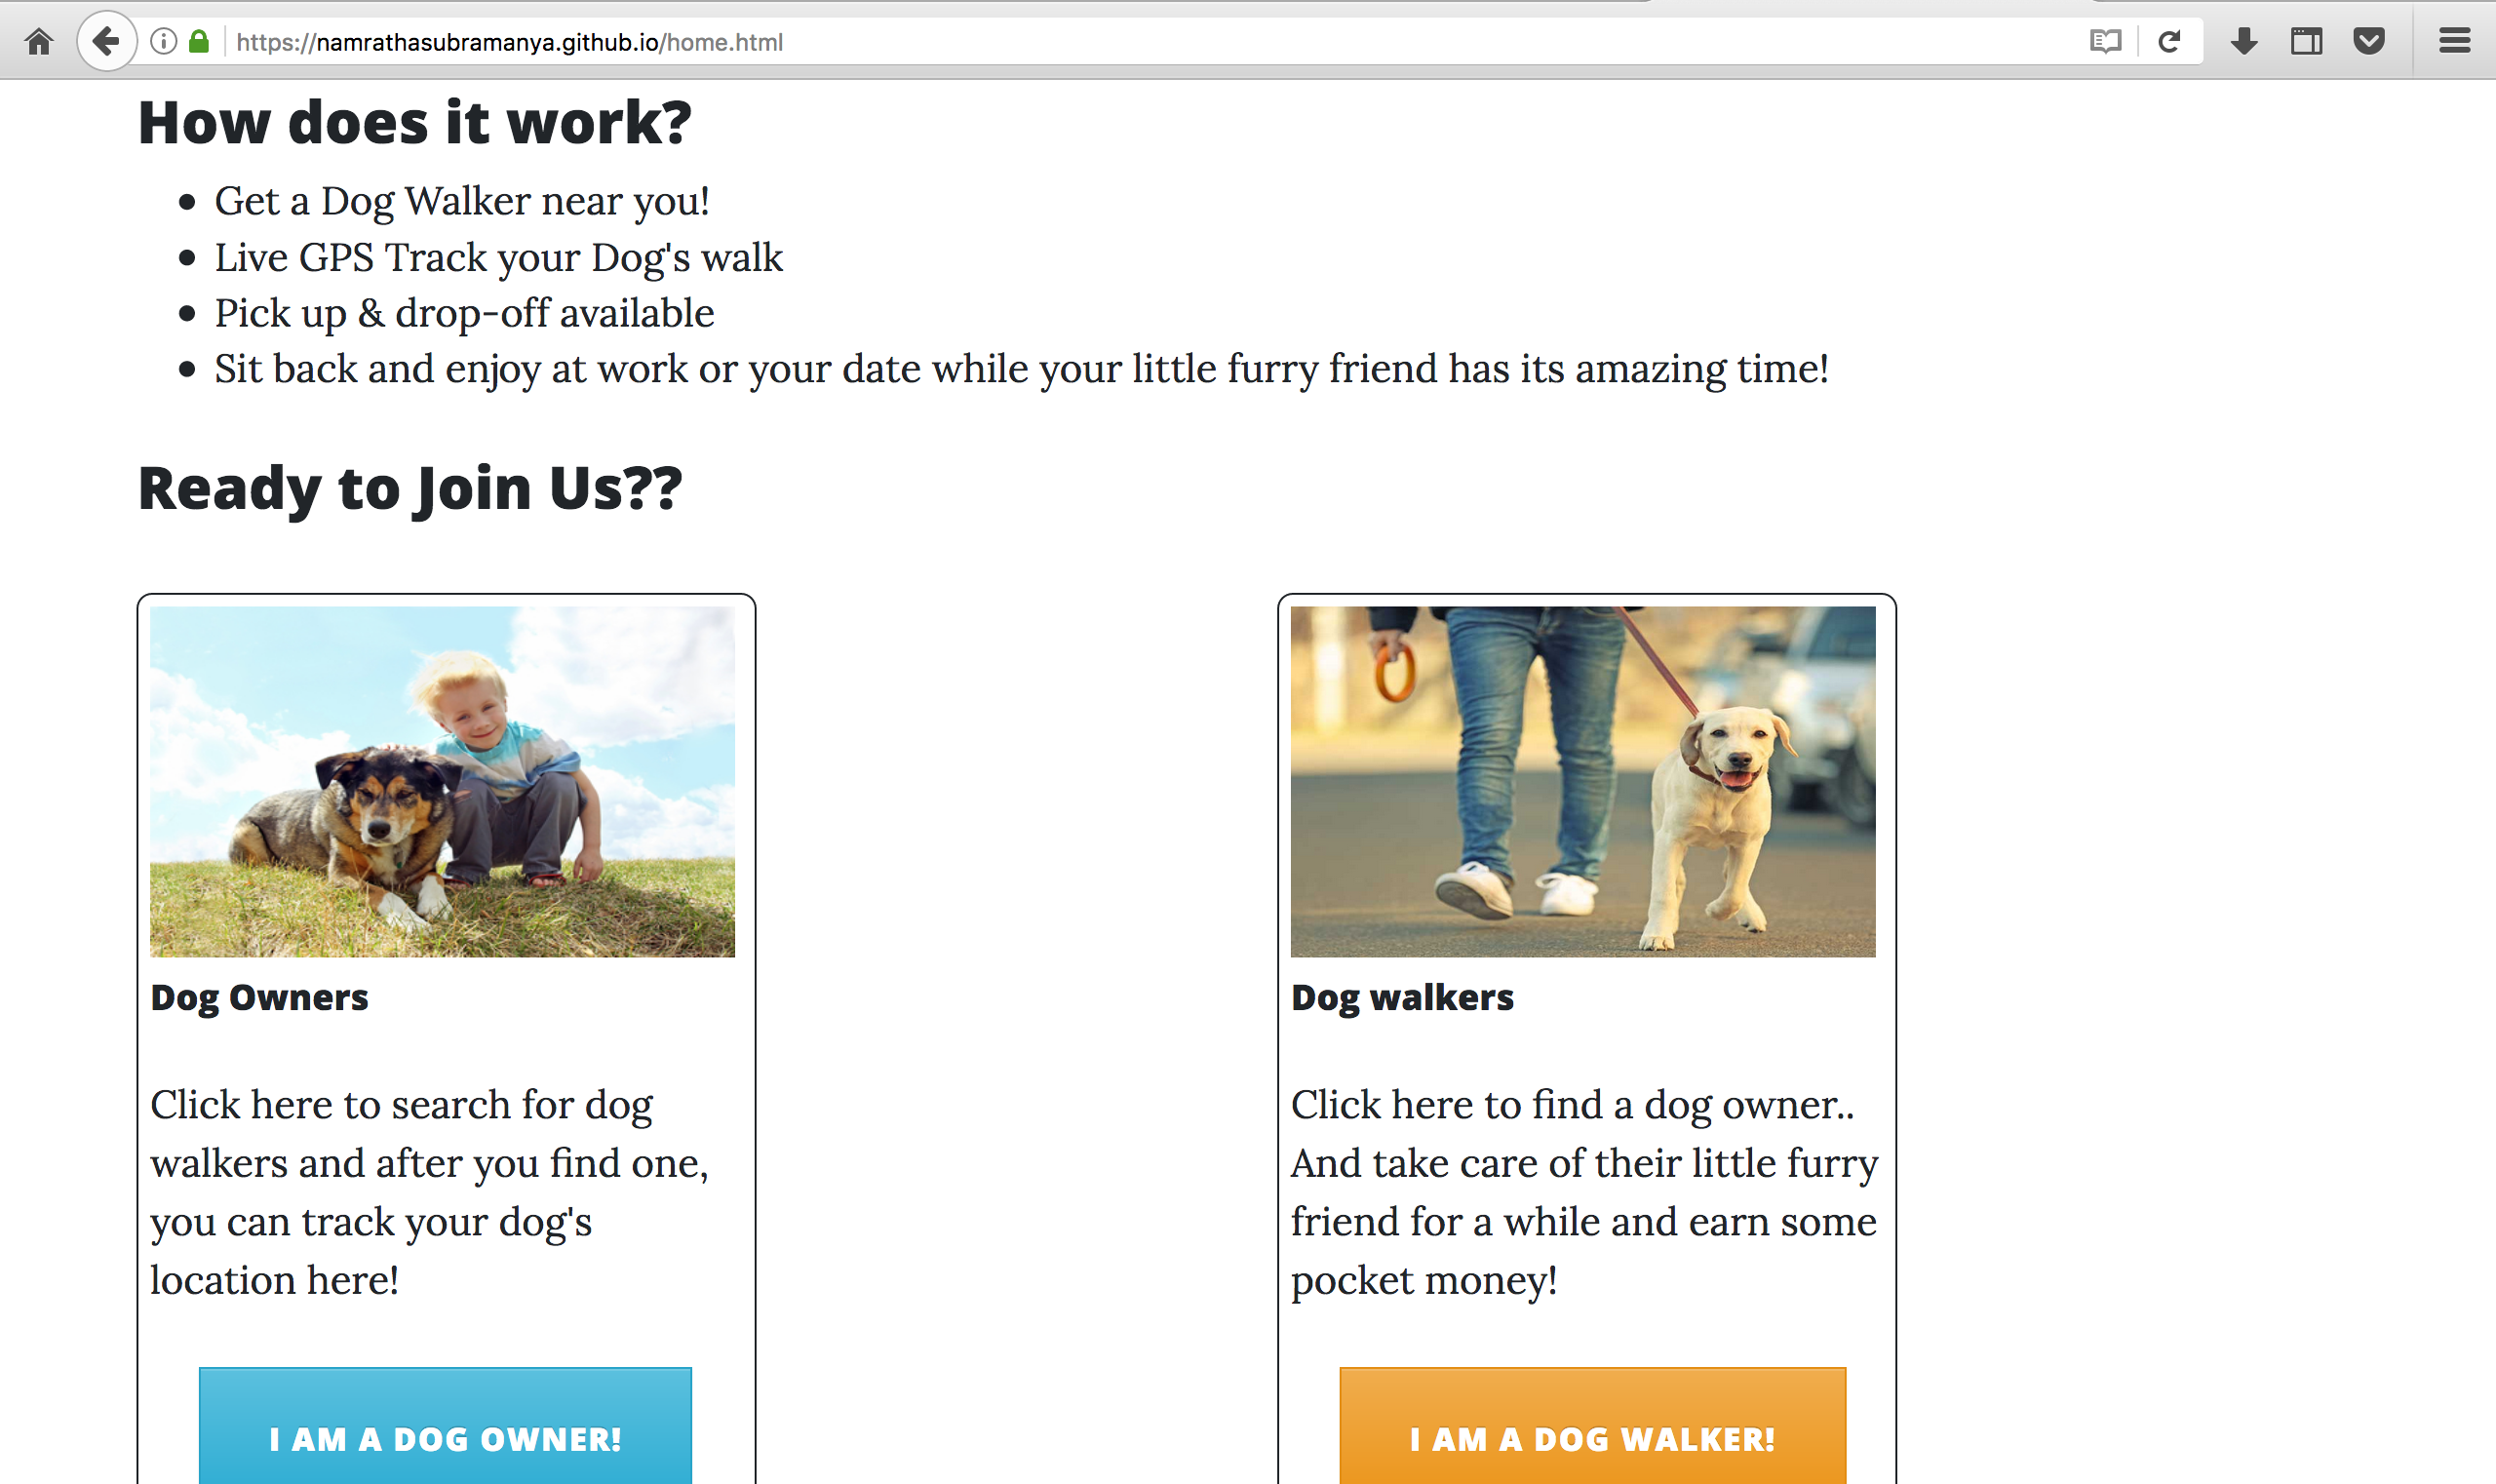 https://namrathasubramanya.github.io/home.html
How does it work?
• Get a Dog Walker near you!
• Live GPS Track your Dog's walk
• Pick up & drop-off available
• Sit back and enjoy at work or your date while your little furry friend has its amazing time!
Ready to Join Us??
Dog Owners
Click here to search for dog
walkers and after you find one,
you can track your dog's
location here!
I AM A DOG OWNER!
Dog walkers
Click here to find a dog owner..
And take care of their little furry
friend for a while and earn some
pocket money!
I AM A DOG WALKER!